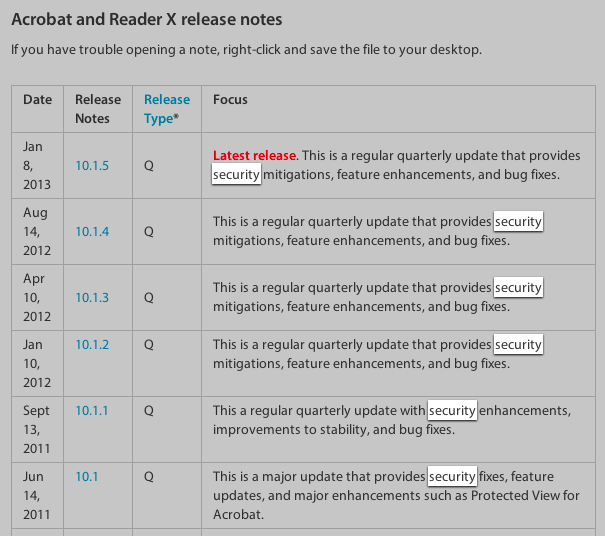 Acrobat and Reader X release notes
If you have trouble opening a note, right-click and save the file to your desktop.
Date
Release
Notes
Release
Type*
Focus
Jan
8,
2013
10.1.5
Q
Latest release. This is a regular quarterly update that provides
security mitigations, feature enhancements, and bug fixes.
Aug
14,
2012
10.1.4
Q
This is a regular quarterly update that provides security
mitigations, feature enhancements, and bug fixes.
Apr
10,
2012
10.1.3
Q
This is a regular quarterly update that provides security
mitigations, feature enhancements, and bug fixes.
Jan
10,
2012
10.1.2
Q
This is a regular quarterly update that provides security
mitigations, feature enhancements, and bug fixes.
Sept
13,
2011
10.1.1
Q
This a regular quarterly update with security enhancements,
improvements to stability, and bug fixes.
Jun
14,
2011
10.1
Q
This is a major update that provides security fixes, feature
updates, and major enhancements such as Protected View for
Acrobat.